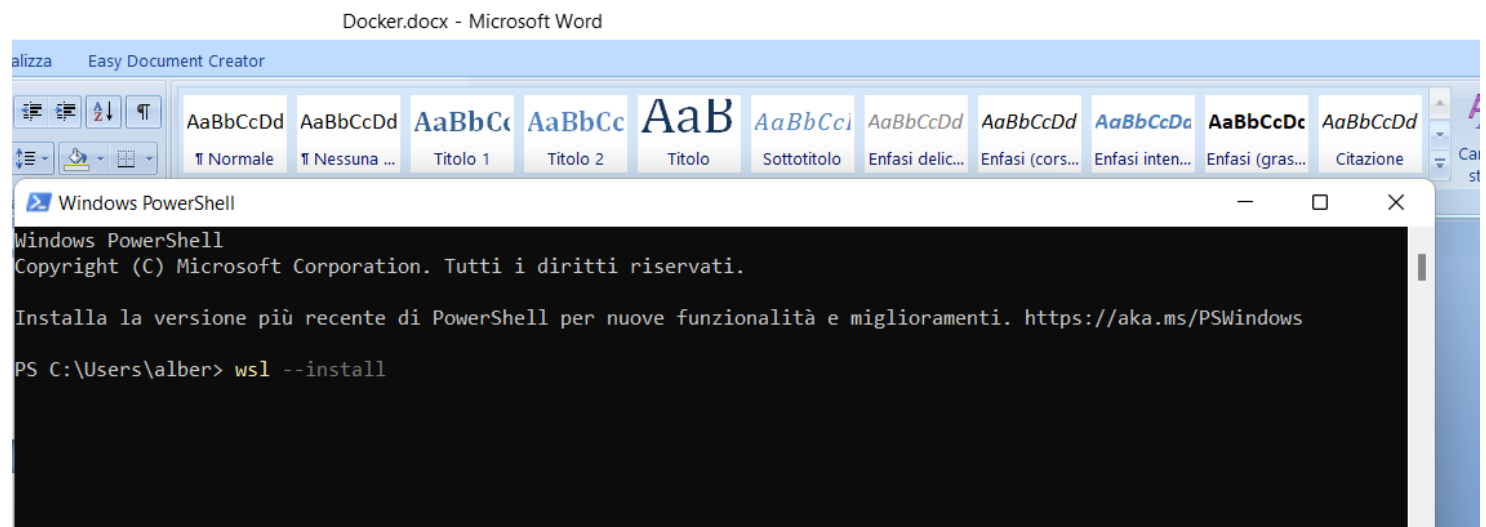 Docker.docx - Microsoft Word
alizza Easy Document Creator
AaBbCcDd AaBbCcDd AaBbCc AaBbCc AaB AaBbCcl AaBbCcDd AaBbCcDd AaBbCcDd AaBbCcDc AaBbCcDd
¶ Normale ¶ Nessuna ... Titolo 1 Titolo 2 Titolo Sottotitolo Enfasi delic... Enfasi (cors... Enfasi inten... Enfasi (gras... Citazione
Windows PowerShell
Windows PowerShell
Copyright (C) Microsoft Corporation. Tutti i diritti riservati.
Installa la versione più recente di PowerShell per nuove funzionalità e miglioramenti. https://aka.ms/PSWindows
PS C:\Users\alber> wsl --install